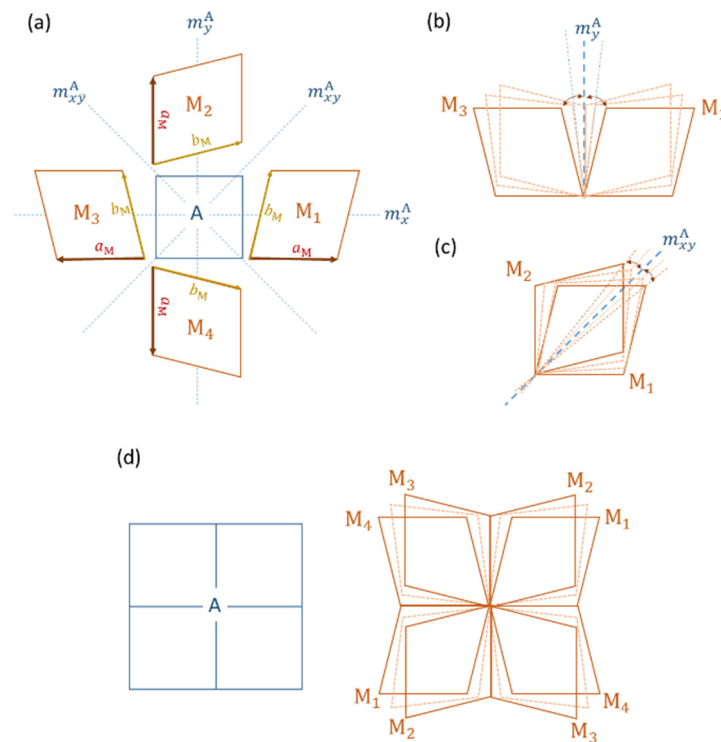 (a)
m_y^A
m_xy^A
m_xy^A
M₂
a_M
b_M
M₃
b_M
a_M
A
b_M
M₁
a_M
m_x^A
a_M
b_M
M₄
(b)
m_y^A
M₃
(c)
m_xy^A
M₂
M₁
(d)
A
M₃
M₂
M₄
M₁
M₁
M₄
M₂
M₃